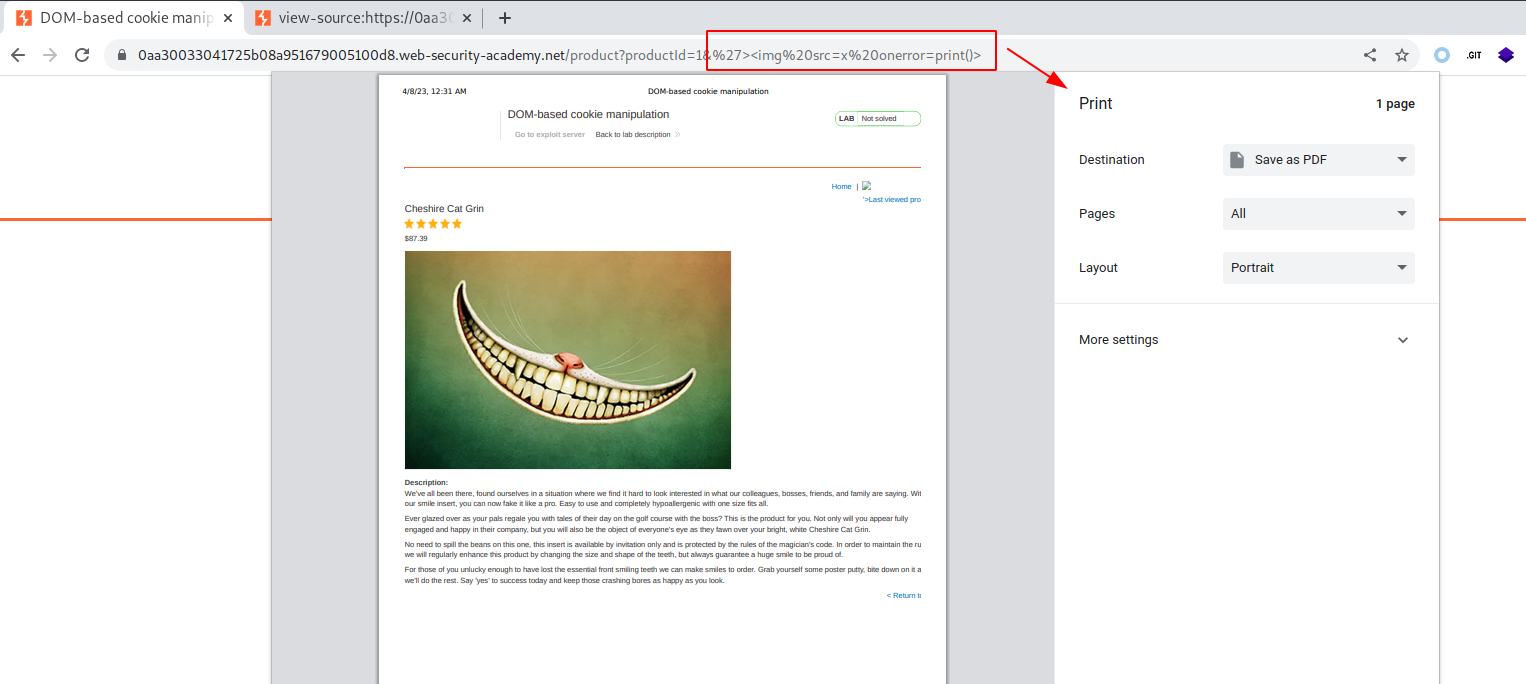 DOM-based cookie manip
view-source:https://0aa30
0aa30033041725b08a951679005100d8.web-security-academy.net/product?productId=1&%27><img%20src=x%20onerror=print()>
.GIT
4/8/23, 12:31 AM DOM-based cookie manipulation
DOM-based cookie manipulation
LAB Not solved
Go to exploit server Back to lab description
Home |
'>Last viewed pro
Cheshire Cat Grin
$87.39
Description:
We've all been there, found ourselves in a situation where we find it hard to look interested in what our colleagues, bosses, friends, and family are saying. Wit
our smile insert, you can now fake it like a pro. Easy to use and completely hypoallergenic with one size fits all.
Ever glazed over as your pals regale you with tales of their day on the golf course with the boss? This is the product for you. Not only will you appear fully
engaged and happy in their company, but you will also be the object of everyone's eye as they fawn over your bright, white Cheshire Cat Grin.
No need to spill the beans on this one, this insert is available by invitation only and is protected by the rules of the magician's code. In order to maintain the ru
we will regularly enhance this product by changing the size and shape of the teeth, but always guarantee a huge smile to be proud of.
For those of you unlucky enough to have lost the essential front smiling teeth we can make smiles to order. Grab yourself some poster putty, bite down on it a
we'll do the rest. Say 'yes' to success today and keep those crashing bores as happy as you look.
< Return to
Print 1 page
Destination Save as PDF
Pages All
Layout Portrait
More settings